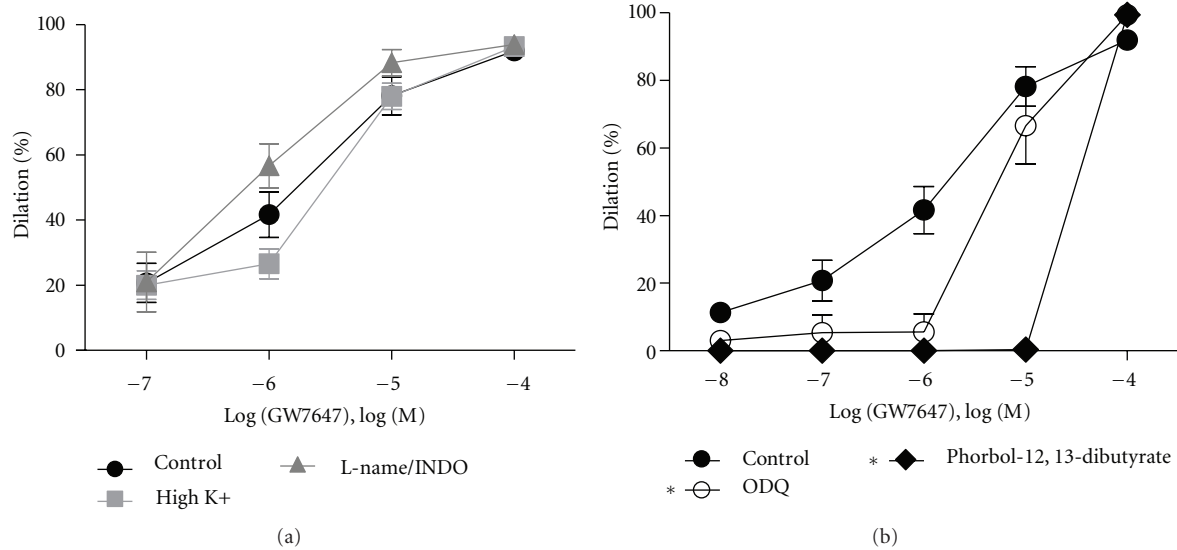 100
80
60
40
20
0
Dilation (%)
−7 −6 −5 −4
Log (GW7647), log (M)
Control
L-name/INDO
High K+
(a)
100
80
60
40
20
0
Dilation (%)
−8 −7 −6 −5 −4
Log (GW7647), log (M)
Control
* Phorbol-12, 13-dibutyrate
* ODQ
(b)